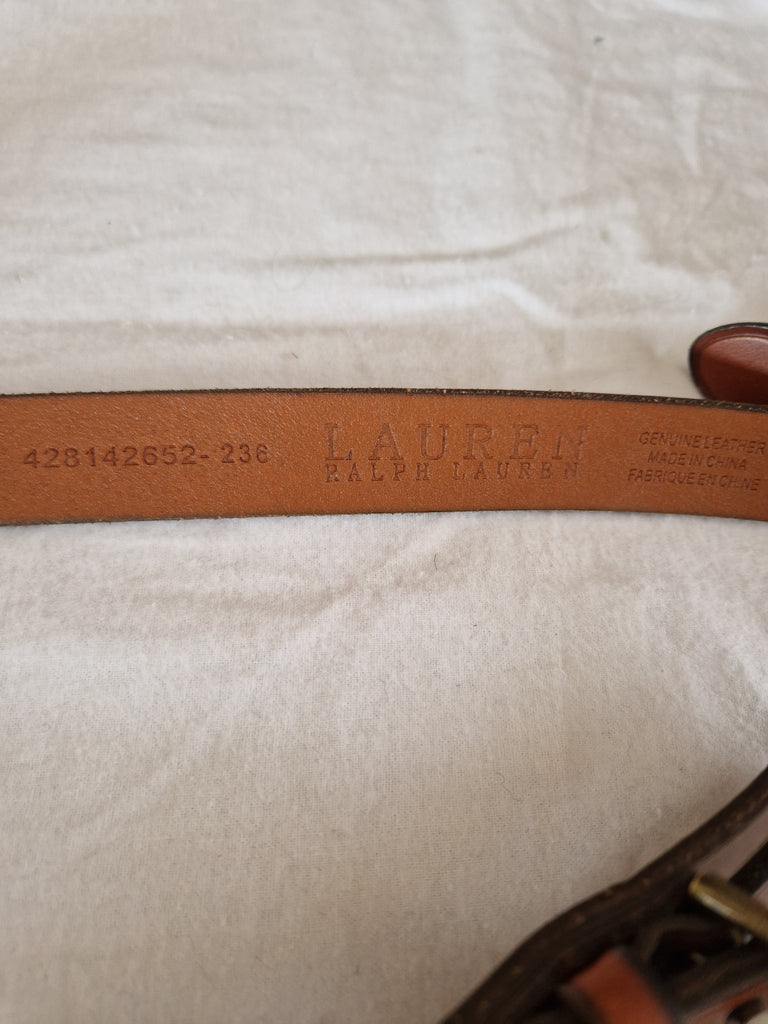 428142652- 236
LAUREN
RALPH LAUREN
GENUINE LEATHER
MADE IN CHINA
FABRIQUE EN CHINE